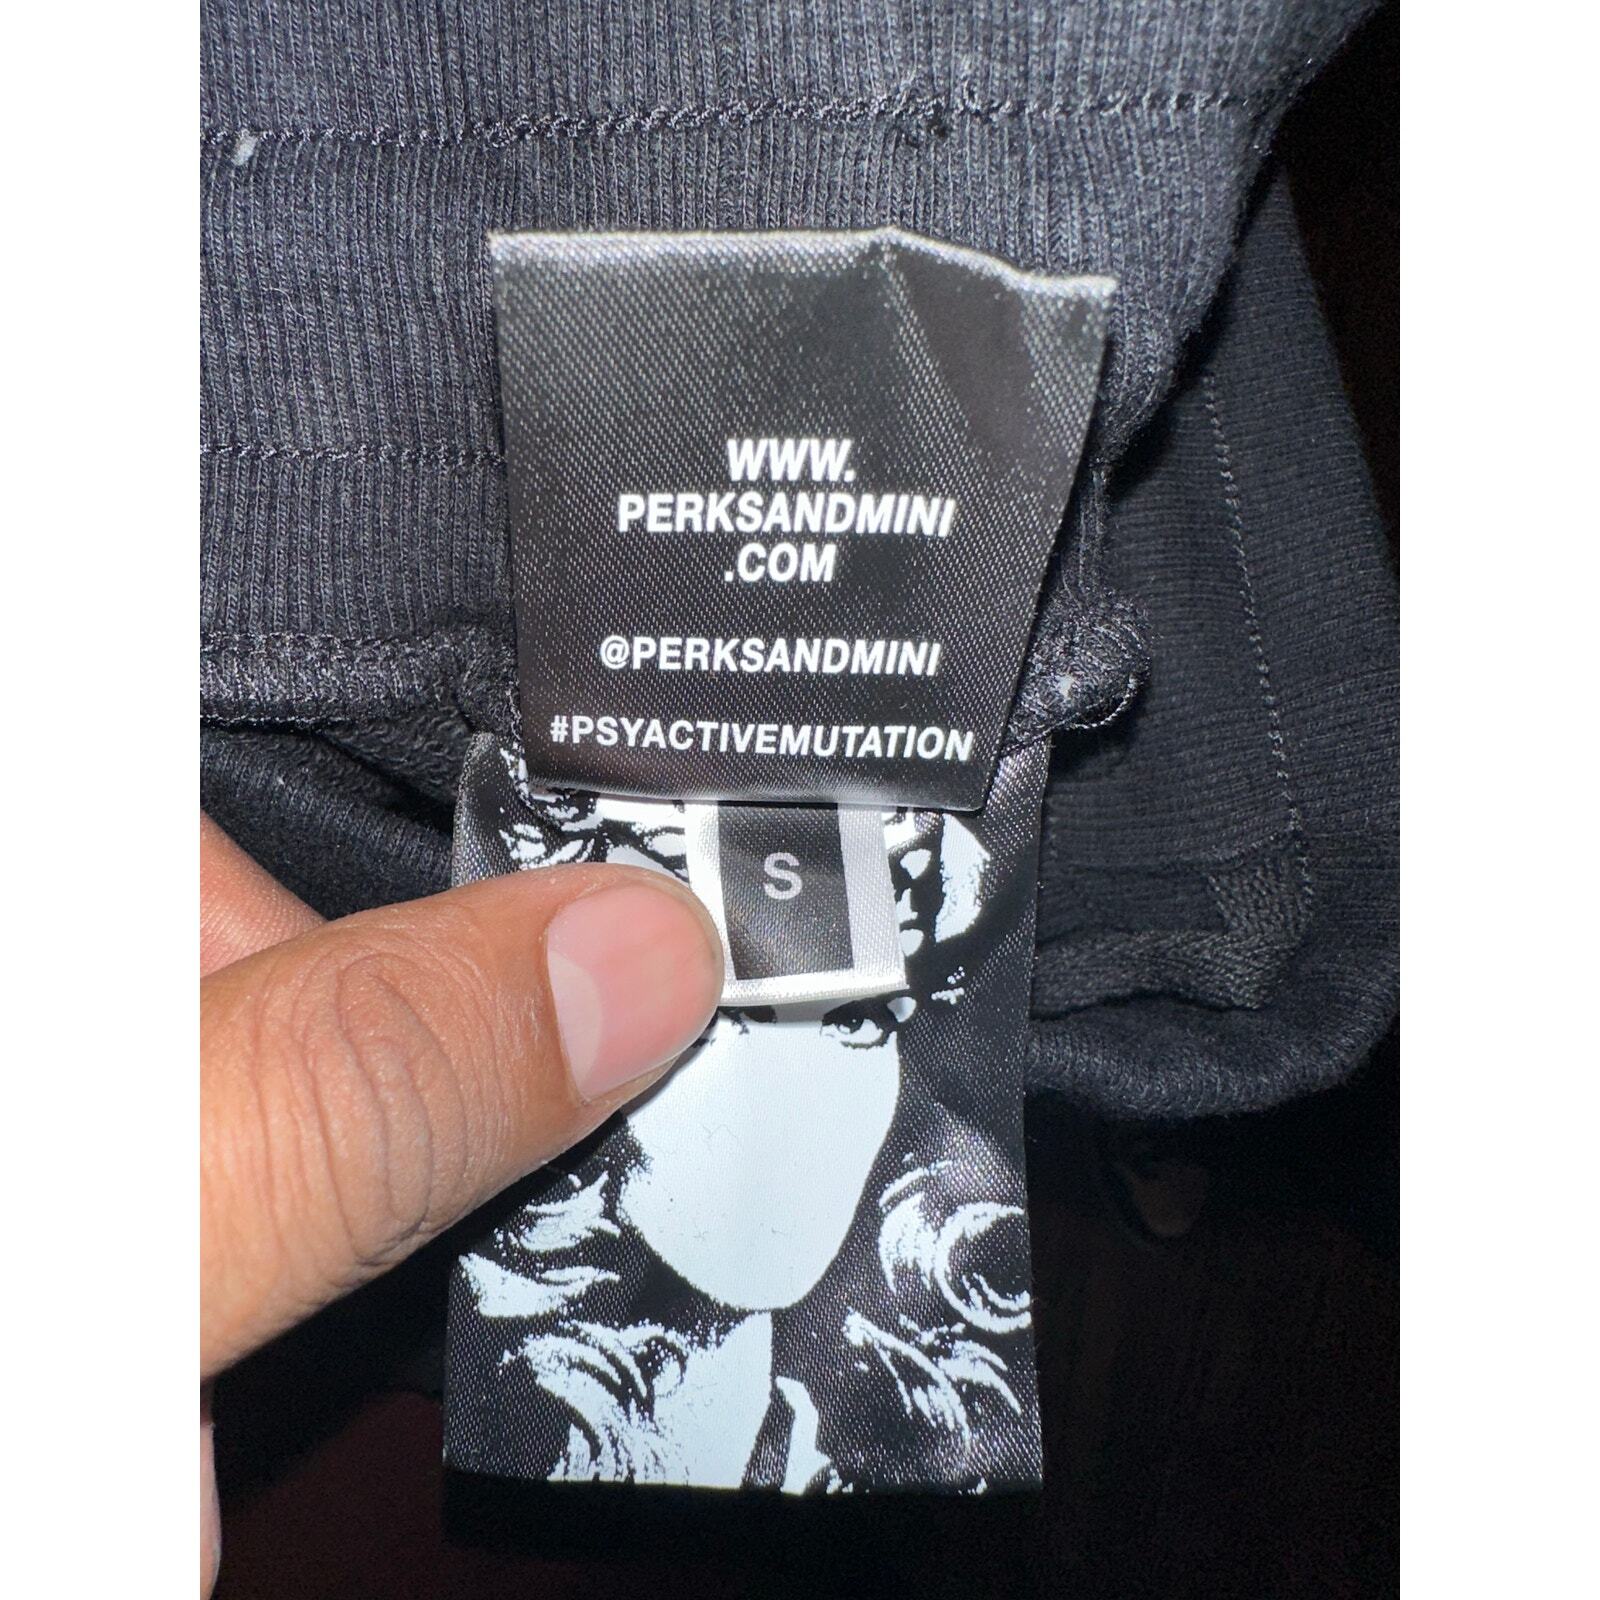 WWW.
PERKSANDMINI
.COM
@PERKSANDMINI
#PSYACTIVEMUTATION
S